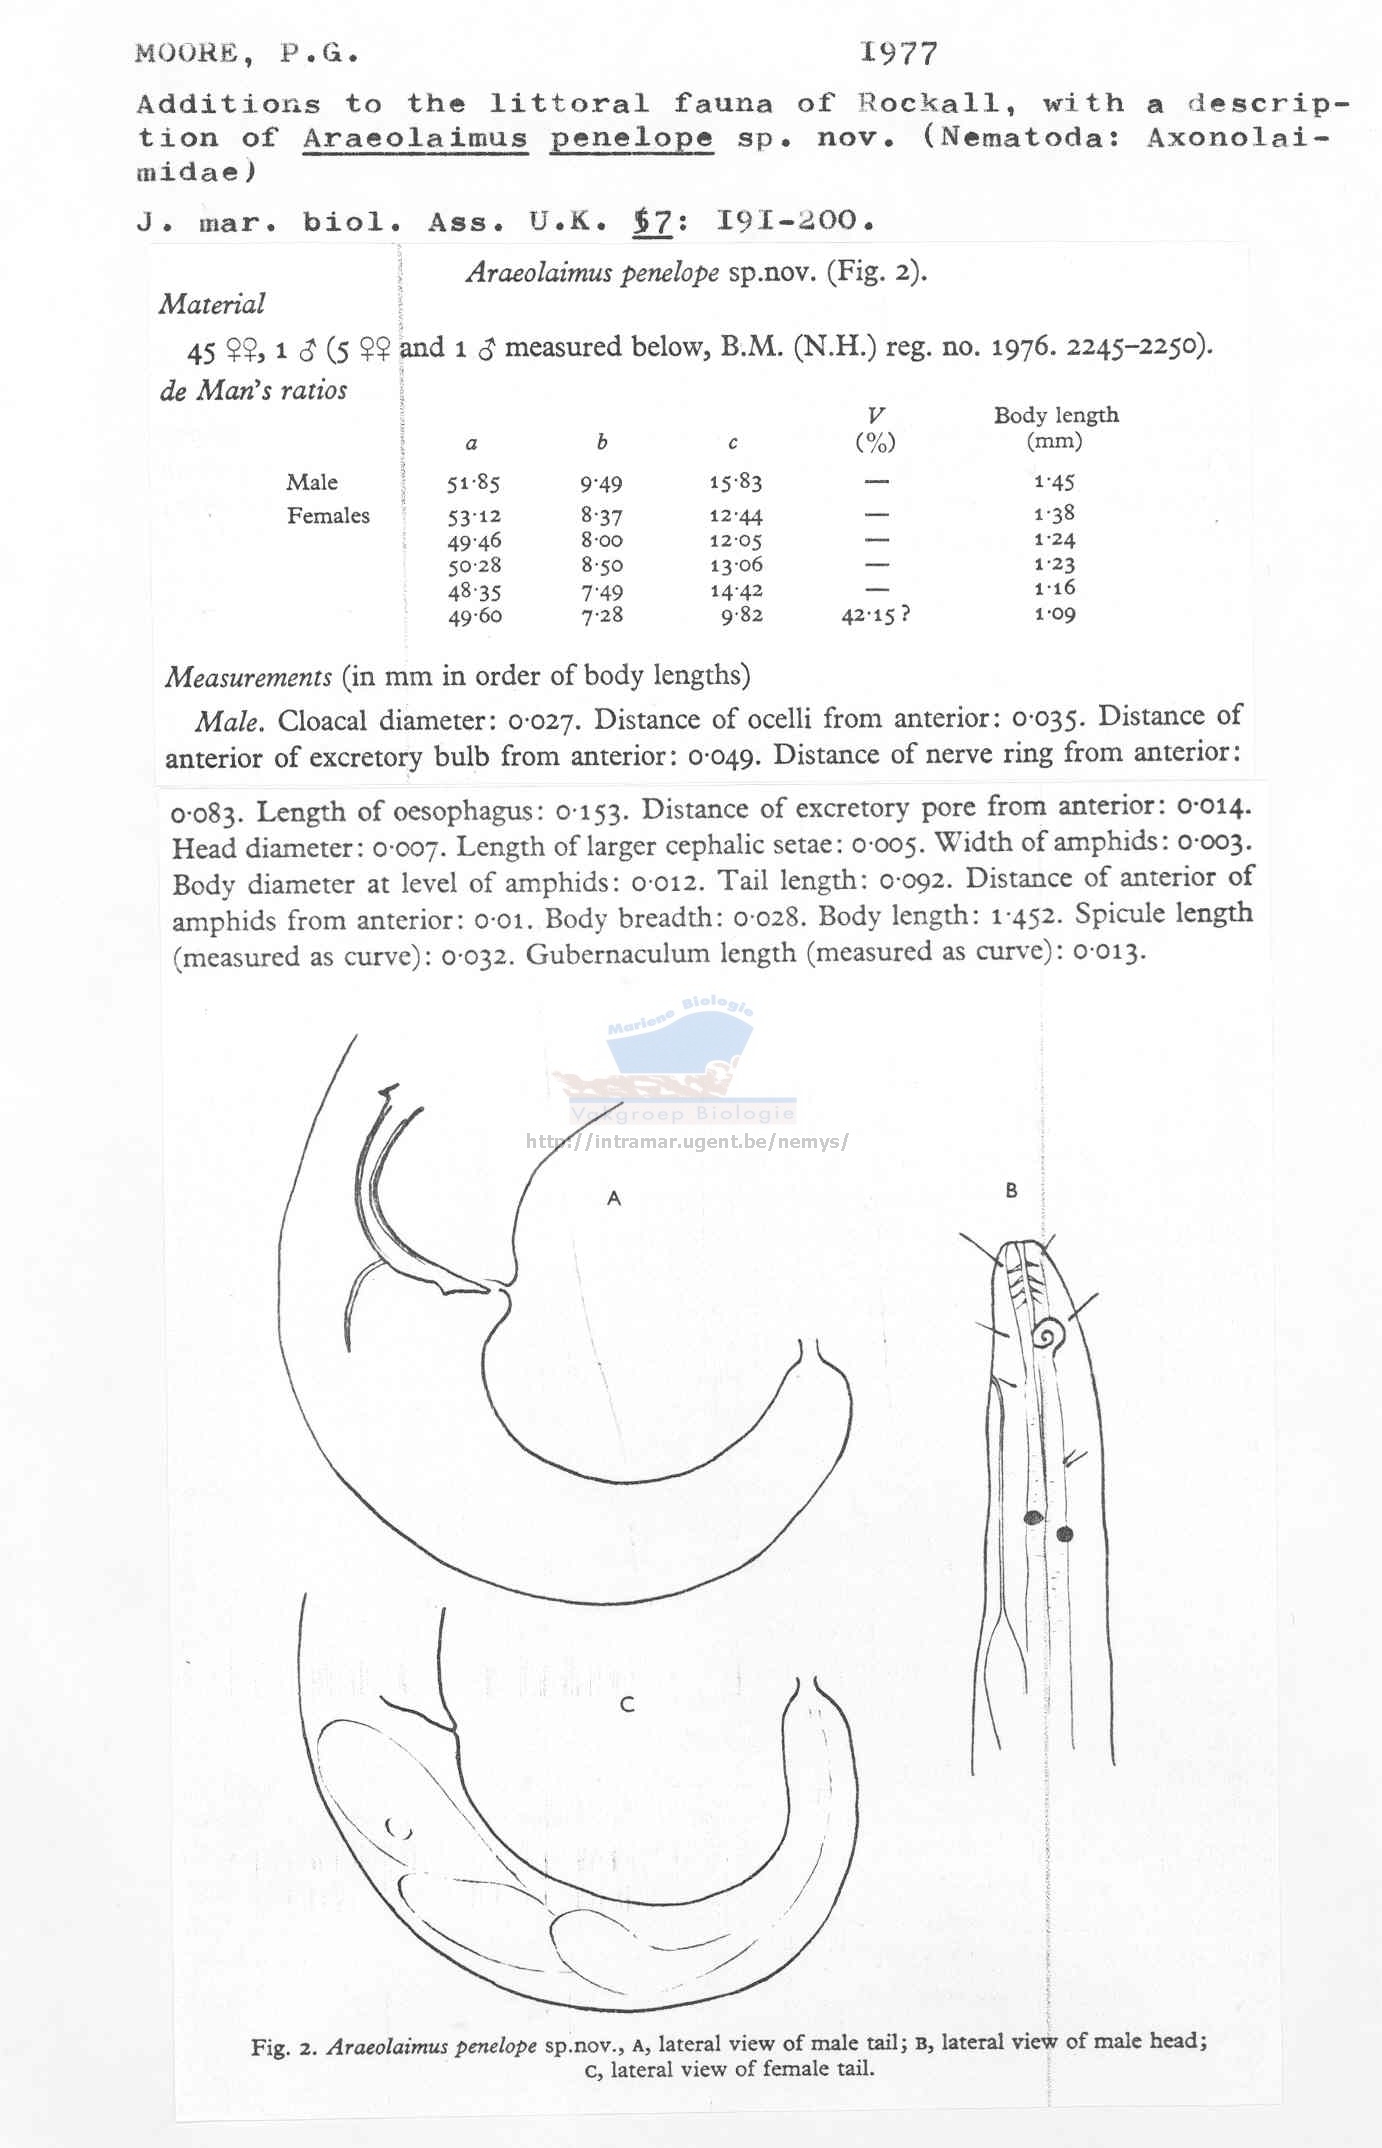 MOORE, P.G. 1977
Additions to the littoral fauna of Rockall, with a descrip-
tion of Araeolaimus penelope sp. nov. (Nematoda: Axonolai-
midae)
J. mar. biol. Ass. U.K. $7: I9I-200.
Araeolaimus penelope sp.nov. (Fig. 2).
Material
45 ♀♀, 1 ♂ (5 ♀♀ and 1 ♂ measured below, B.M. (N.H.) reg. no. 1976. 2245–2250).
de Man's ratios
V Body length
a b c (%) (mm)
Male 51·85 9·49 15·83 — 1·45
Females 53·12 8·37 12·44 — 1·38
49·46 8·00 12·05 — 1·24
50·28 8·50 13·06 — 1·23
48·35 7·49 14·42 — 1·16
49·60 7·28 9·82 42·15? 1·09
Measurements (in mm in order of body lengths)
Male. Cloacal diameter: 0·027. Distance of ocelli from anterior: 0·035. Distance of
anterior of excretory bulb from anterior: 0·049. Distance of nerve ring from anterior:
0·083. Length of oesophagus: 0·153. Distance of excretory pore from anterior: 0·014.
Head diameter: 0·007. Length of larger cephalic setae: 0·005. Width of amphids: 0·003.
Body diameter at level of amphids: 0·012. Tail length: 0·092. Distance of anterior of
amphids from anterior: 0·01. Body breadth: 0·028. Body length: 1·452. Spicule length
(measured as curve): 0·032. Gubernaculum length (measured as curve): 0·013.
Mariene Biologie
Vakgroep Biologie
http://intramar.ugent.be/nemys/
A
B
C
Fig. 2. Araeolaimus penelope sp.nov., A, lateral view of male tail; B, lateral view of male head;
C, lateral view of female tail.